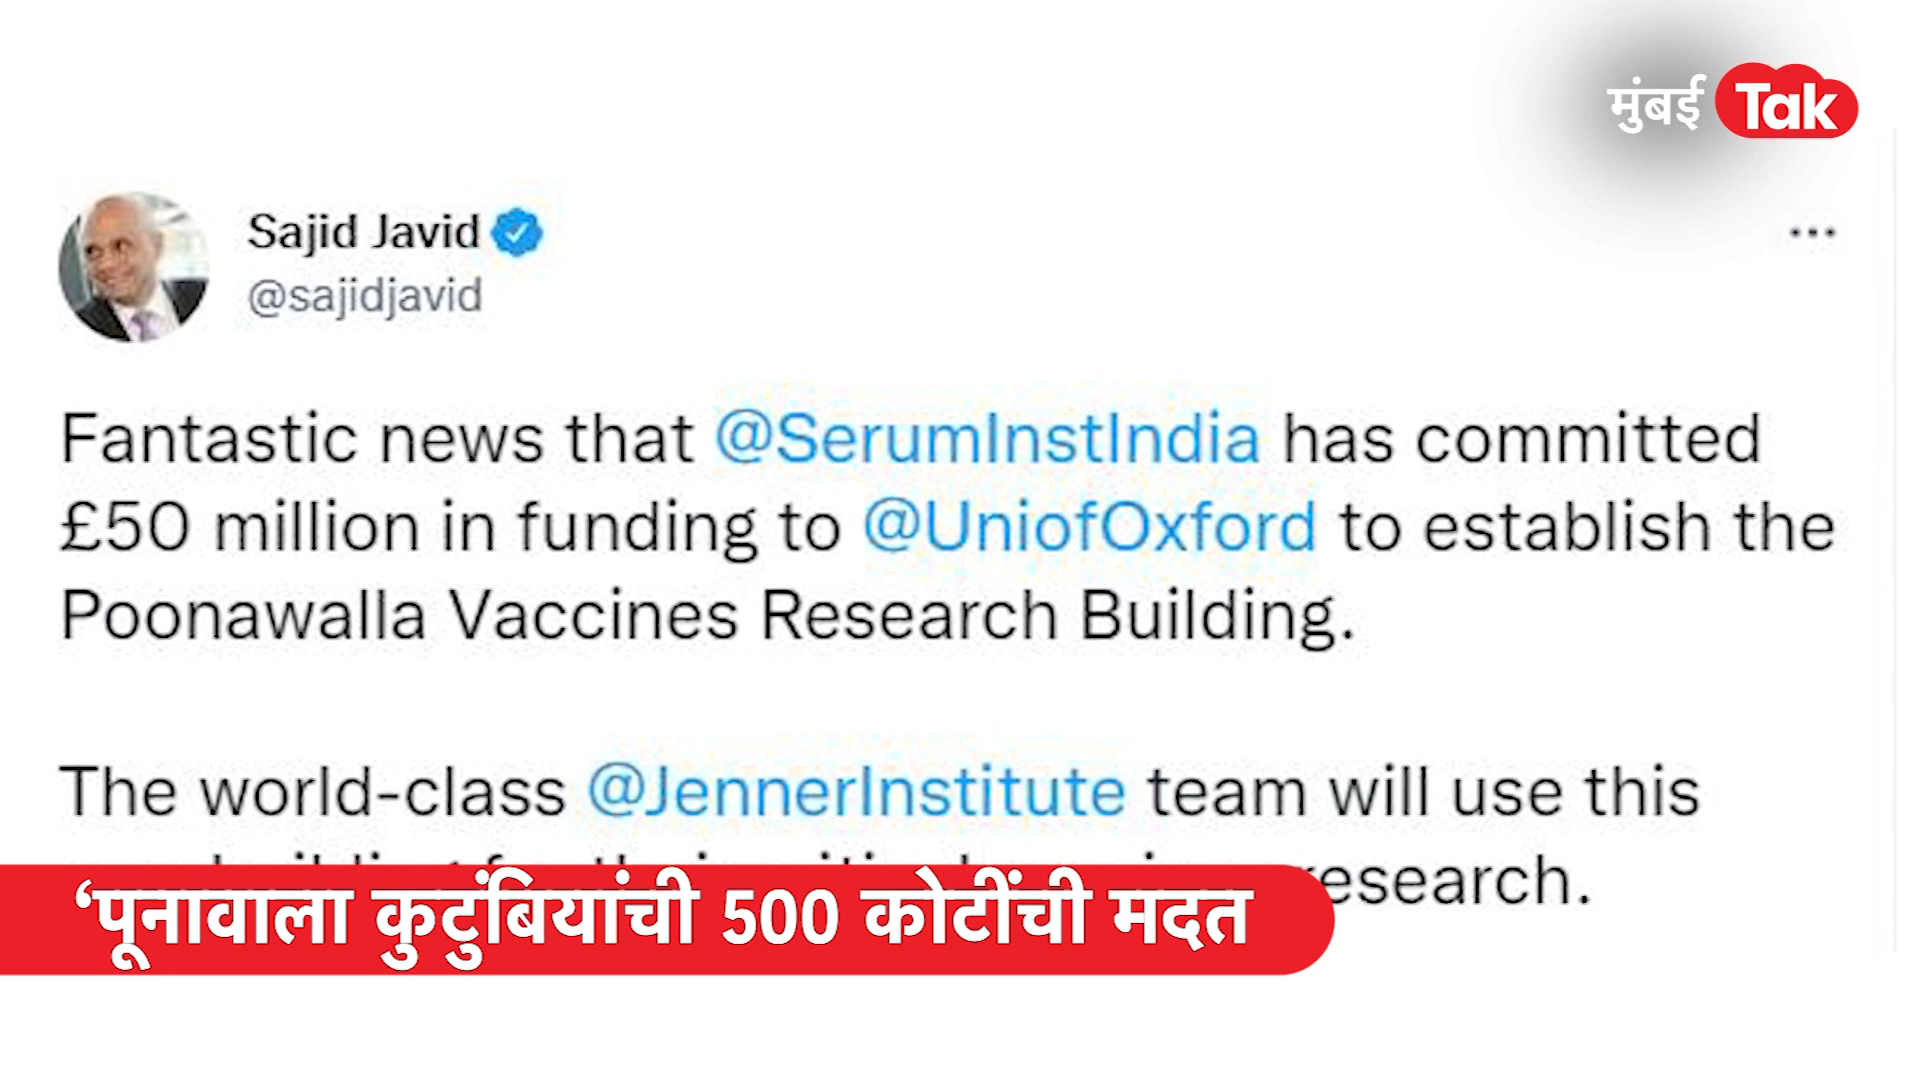 मुंबई Tak
Sajid Javid
@sajidjavid
Fantastic news that @SerumInstIndia has committed
£50 million in funding to @UniofOxford to establish the
Poonawalla Vaccines Research Building.
The world-class @JennerInstitute team will use this
research.
‘पूनावाला कुटुंबियांची 500 कोटींची मदत